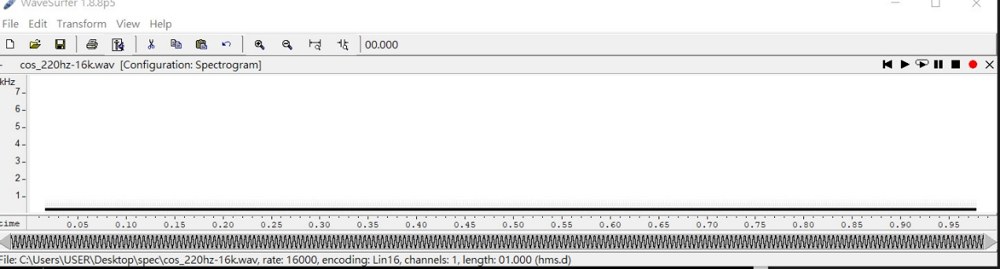 WaveSurfer 1.8.8p5
File Edit Transform View Help
00.000
cos_220hz-16k.wav [Configuration: Spectrogram]
kHz
7
6
5
4
3
2
1
time 0.05 0.10 0.15 0.20 0.25 0.30 0.35 0.40 0.45 0.50 0.55 0.60 0.65 0.70 0.75 0.80 0.85 0.90 0.95
File: C:\Users\USER\Desktop\spec\cos_220hz-16k.wav, rate: 16000, encoding: Lin16, channels: 1, length: 01.000 (hms.d)